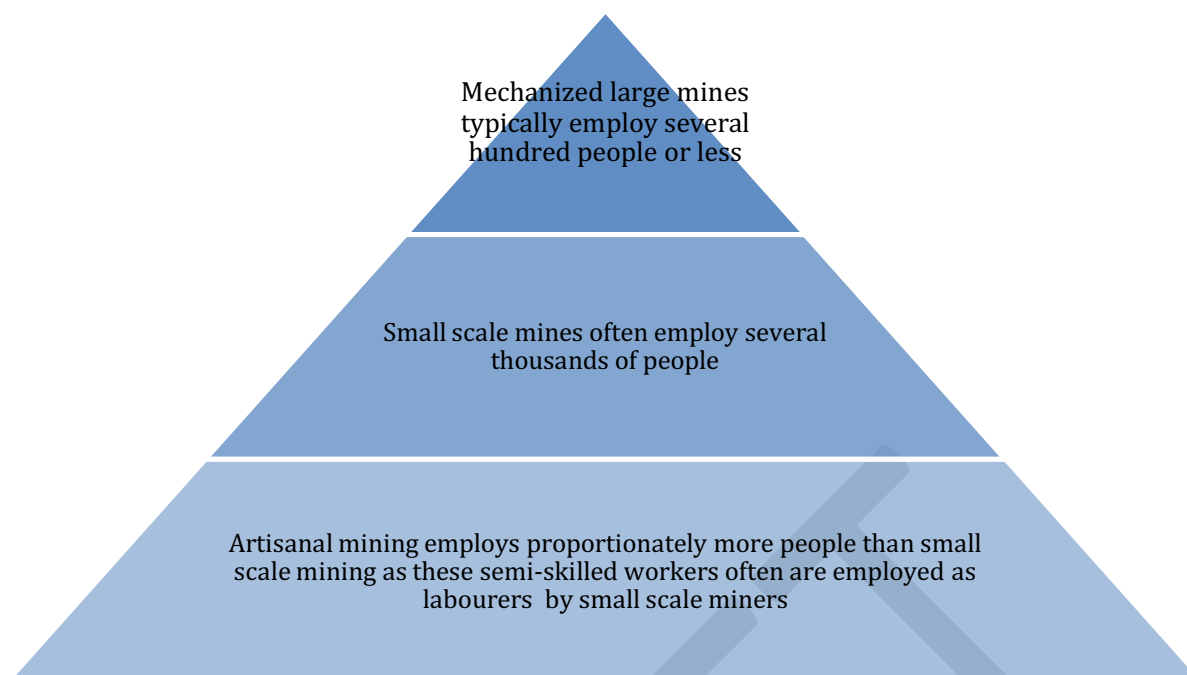 Mechanized large mines
typically employ several
hundred people or less
Small scale mines often employ several
thousands of people
Artisanal mining employs proportionately more people than small
scale mining as these semi-skilled workers often are employed as
labourers  by small scale miners